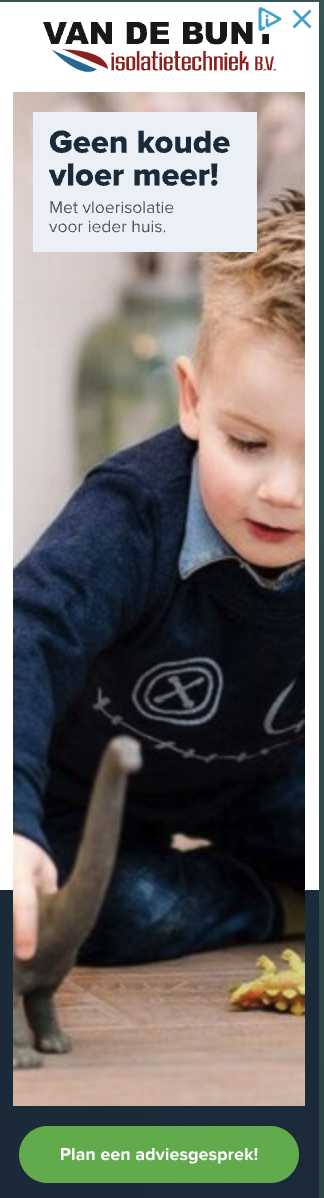 VAN DE BUNT
isolatietechniek B.V.
Geen koude
vloer meer!
Met vloerisolatie
voor ieder huis.
Plan een adviesgesprek!